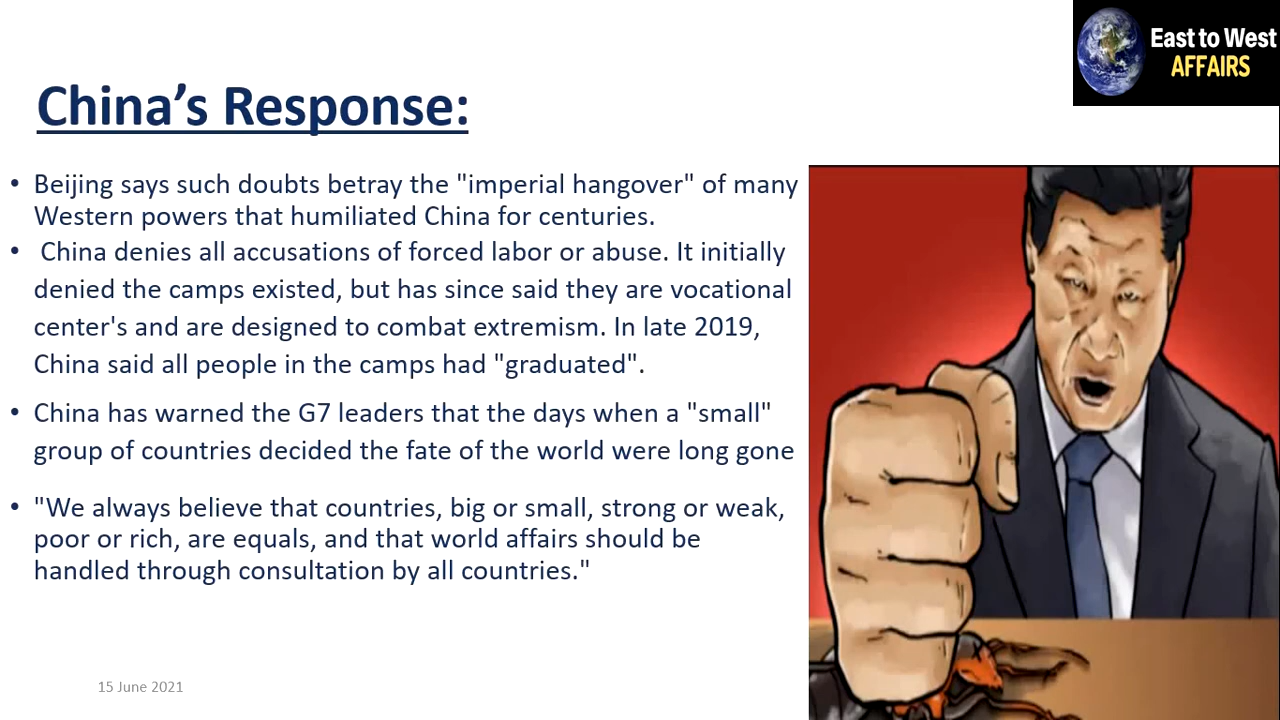 East to West
AFFAIRS
China’s Response:
• Beijing says such doubts betray the "imperial hangover" of many
Western powers that humiliated China for centuries.
• China denies all accusations of forced labor or abuse. It initially
denied the camps existed, but has since said they are vocational
center's and are designed to combat extremism. In late 2019,
China said all people in the camps had "graduated".
• China has warned the G7 leaders that the days when a "small"
group of countries decided the fate of the world were long gone
• "We always believe that countries, big or small, strong or weak,
poor or rich, are equals, and that world affairs should be
handled through consultation by all countries."
15 June 2021